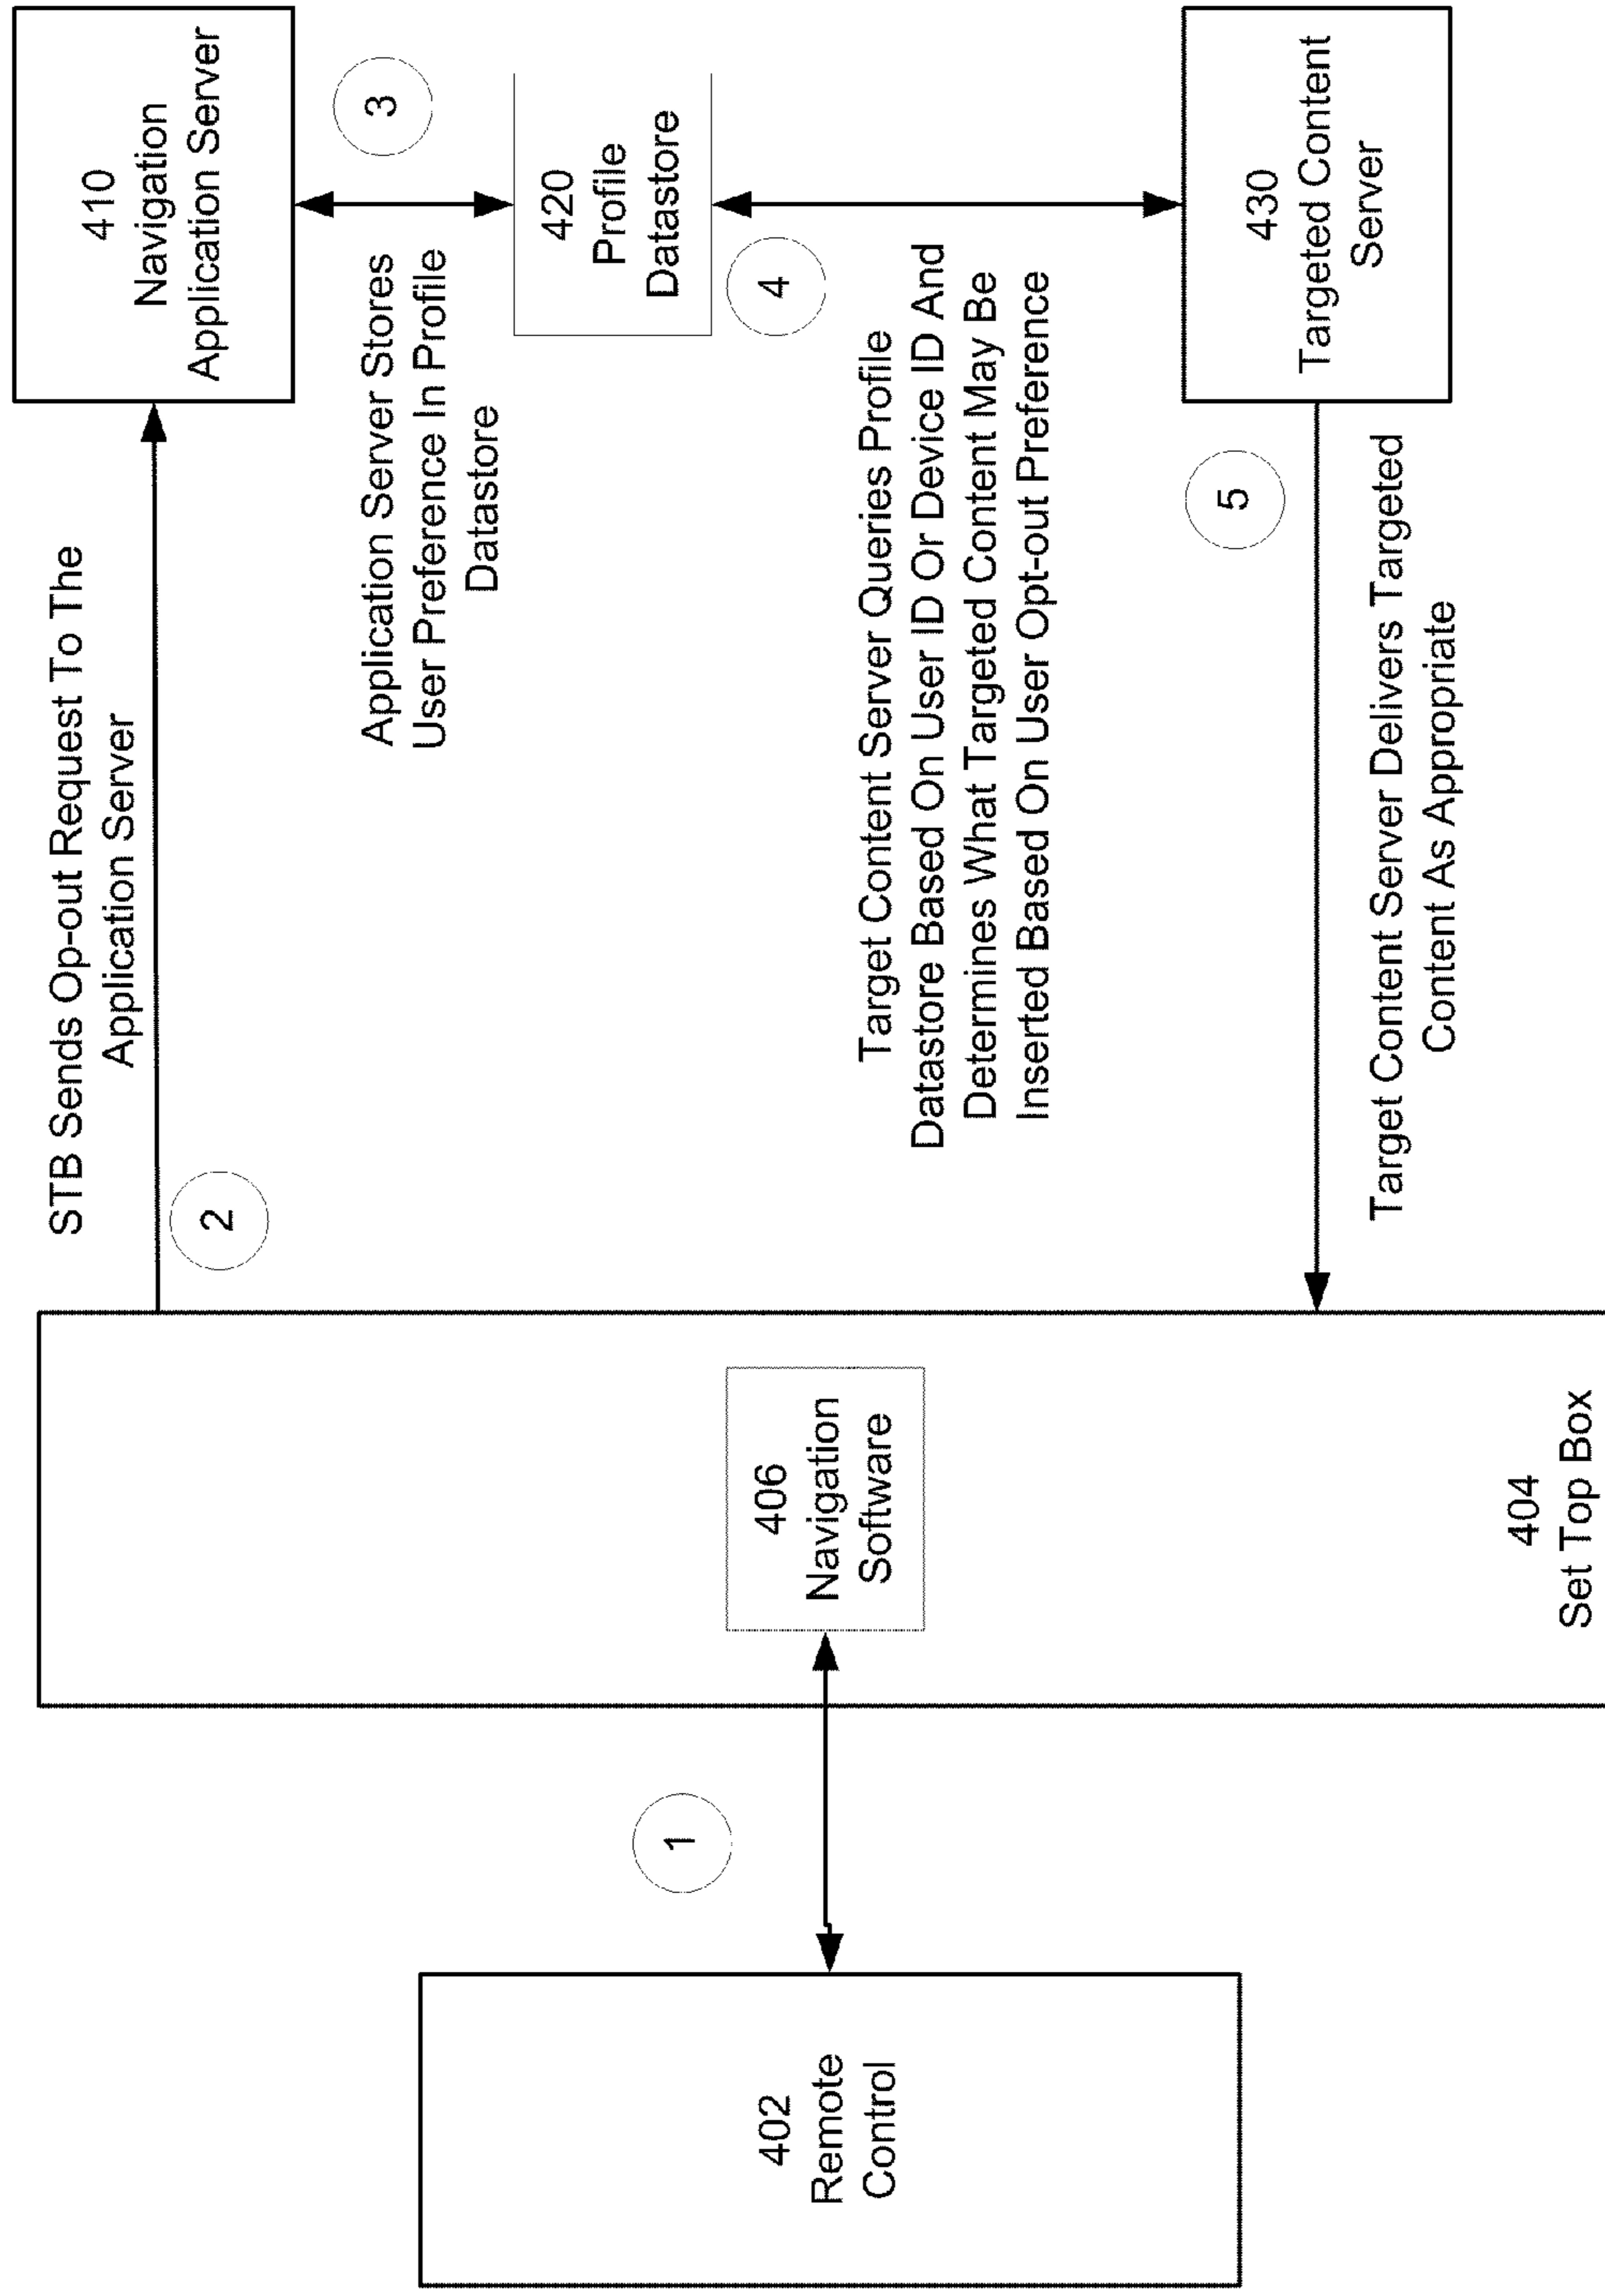 402
Remote
Control
1
406
Navigation
Software
404
Set Top Box
STB Sends Op-out Request To The
Application Server
2
410
Navigation
Application Server
3
Application Server Stores
User Preference In Profile
Datastore
420
Profile
Datastore
4
Target Content Server Queries Profile
Datastore Based On User ID Or Device ID And
Determines What Targeted Content May Be
Inserted Based On User Opt-out Preference
430
Targeted Content
Server
5
Target Content Server Delivers Targeted
Content As Appropriate